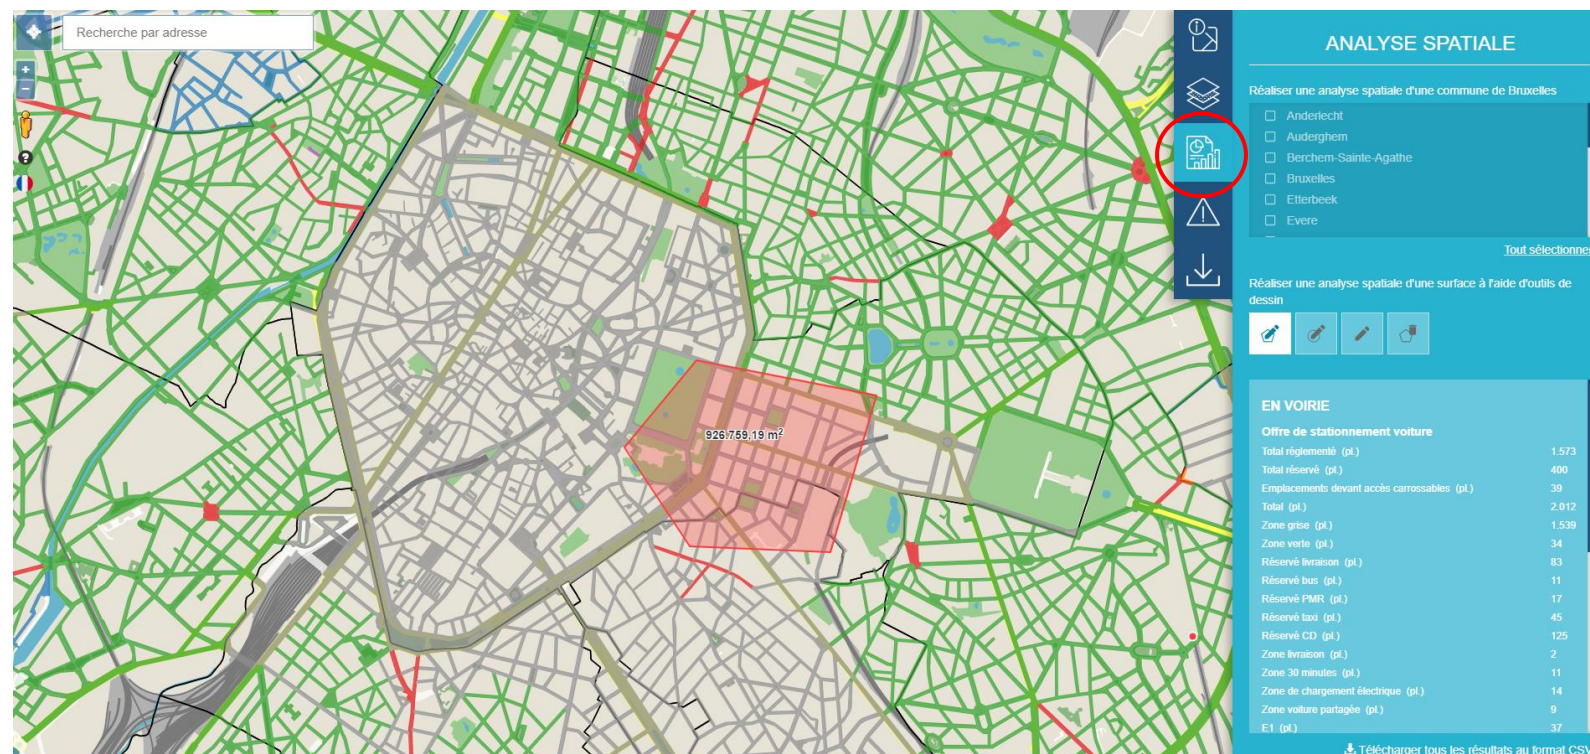 Recherche par adresse
+
−
?
926.759,19 m²
ANALYSE SPATIALE
Réaliser une analyse spatiale d'une commune de Bruxelles
Anderlecht
Auderghem
Berchem-Sainte-Agathe
Bruxelles
Etterbeek
Evere
Tout sélectionner
Réaliser une analyse spatiale d'une surface à l'aide d'outils de
dessin
EN VOIRIE
Offre de stationnement voiture
Total réglementé (pl.) 1.573
Total réservé (pl.) 400
Emplacements devant accès carrossables (pl.) 39
Total (pl.) 2.012
Zone grise (pl.) 1.539
Zone verte (pl.) 34
Réservé livraison (pl.) 83
Réservé bus (pl.) 11
Réservé PMR (pl.) 17
Réservé taxi (pl.) 45
Réservé CD (pl.) 125
Zone livraison (pl.) 2
Zone 30 minutes (pl.) 11
Zone de chargement électrique (pl.) 14
Zone voiture partagée (pl.) 9
E1 (pl.) 37
Télécharger tous les résultats au format CSV